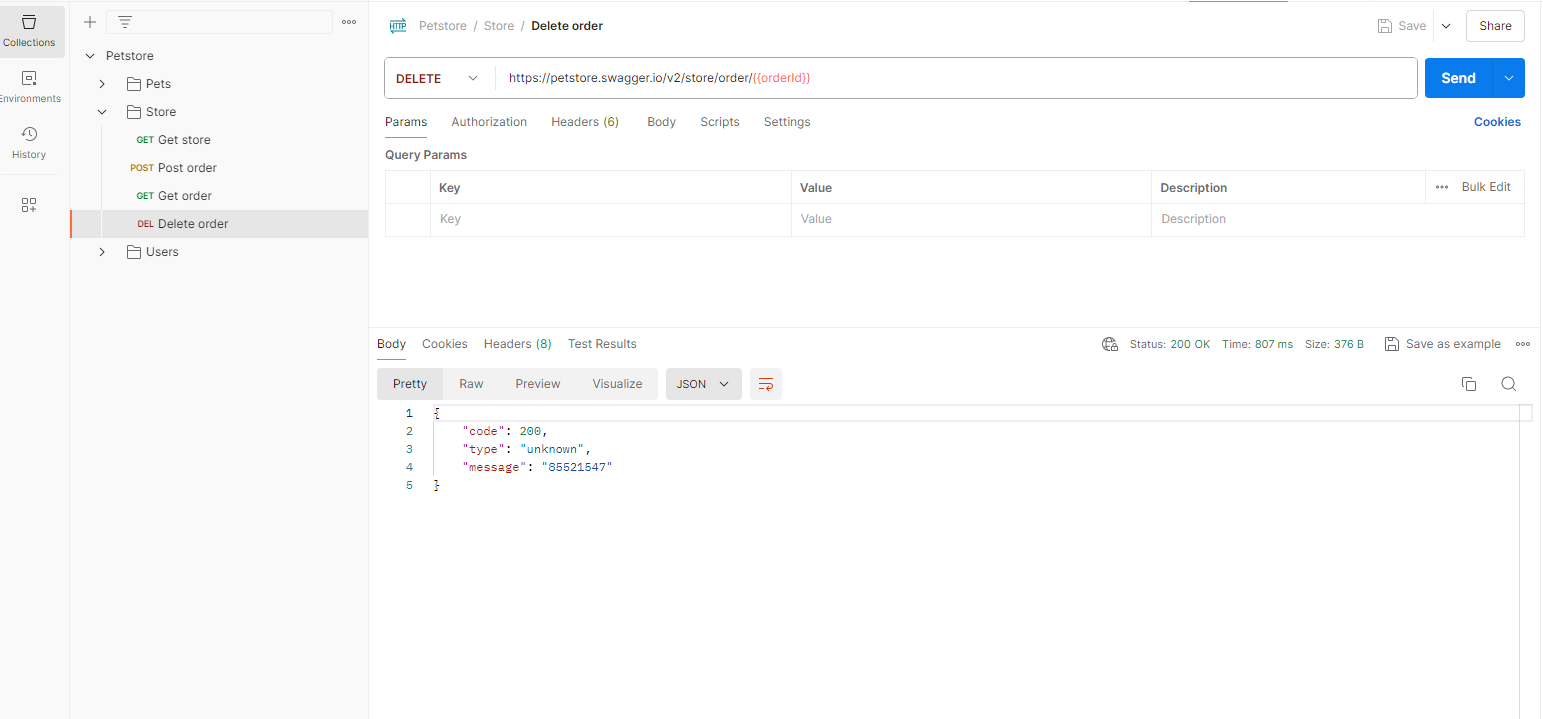 Collections
Environments
History
Petstore
Pets
Store
GET Get store
POST Post order
GET Get order
DEL Delete order
Users
HTTP Petstore / Store / Delete order
Save
Share
DELETE https://petstore.swagger.io/v2/store/order/{{orderId}}
Send
Params Authorization Headers (6) Body Scripts Settings Cookies
Query Params
Key Value Description Bulk Edit
Key Value Description
Body Cookies Headers (8) Test Results Status: 200 OK Time: 807 ms Size: 376 B Save as example
Pretty Raw Preview Visualize JSON
1 {
2 "code": 200,
3 "type": "unknown",
4 "message": "85521547"
5 }